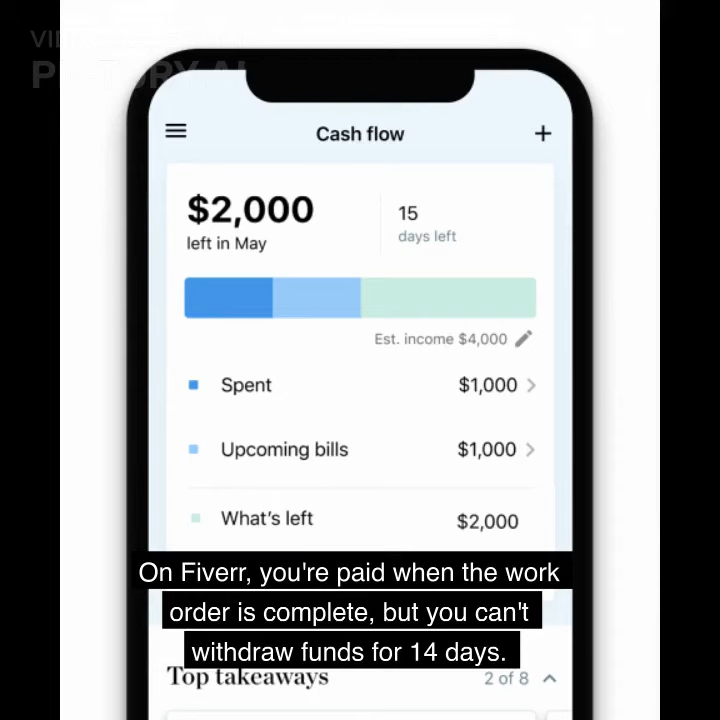 Cash flow
$2,000
left in May
15
days left
Est. income $4,000
Spent $1,000
Upcoming bills $1,000
What's left $2,000
On Fiverr, you're paid when the work
order is complete, but you can't
withdraw funds for 14 days.
Top takeaways 2 of 8